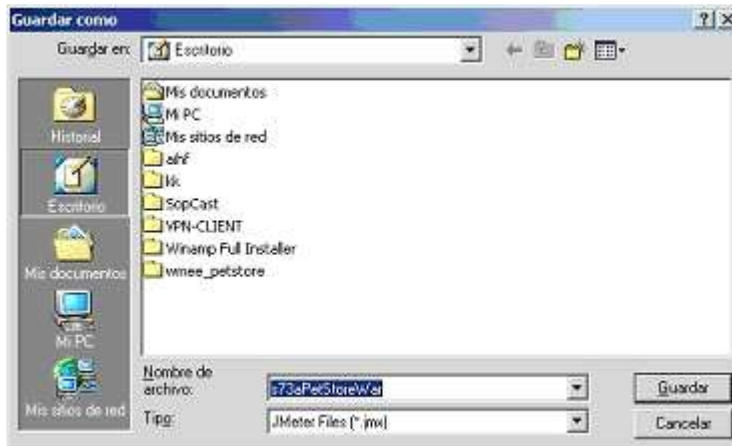 Guardar como
Guardar en: Escritorio
Historial
Escritorio
Mis documentos
Mi PC
Mis sitios de red
Mis documentos
Mi PC
Mis sitios de red
kk
SopCast
VPN-CLIENT
Winamp Full Installer
wmee_petstore
Nombre de archivo: s73aPetStoreWar
Guardar
Tipo: JMeter Files (*.jmx)
Cancelar